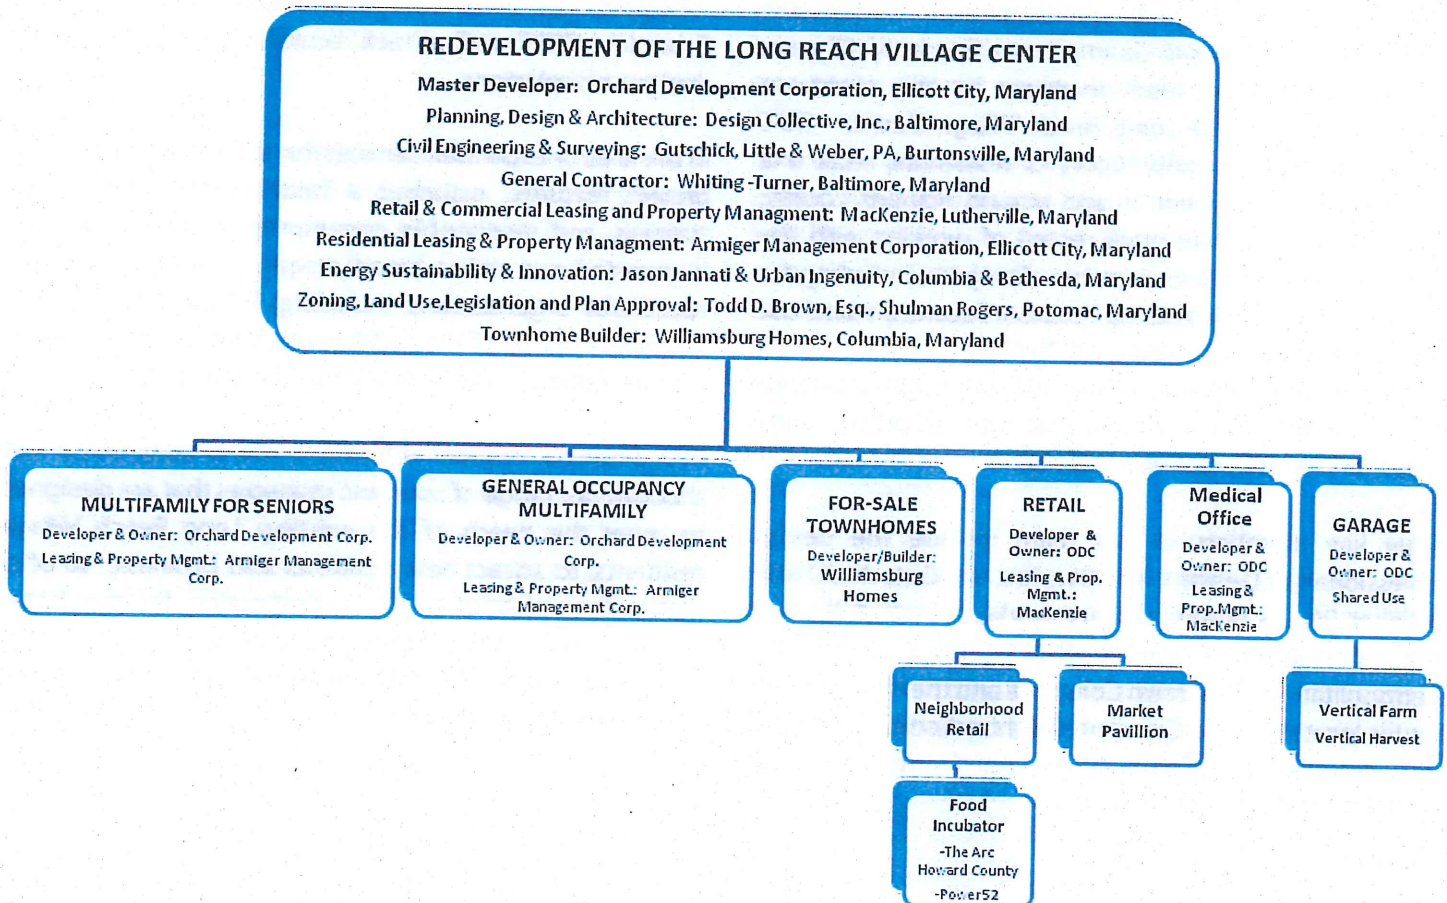 REDEVELOPMENT OF THE LONG REACH VILLAGE CENTER
Master Developer: Orchard Development Corporation, Ellicott City, Maryland
Planning, Design & Architecture: Design Collective, Inc., Baltimore, Maryland
Civil Engineering & Surveying: Gutschick, Little & Weber, PA, Burtonsville, Maryland
General Contractor: Whiting-Turner, Baltimore, Maryland
Retail & Commercial Leasing and Property Managment: MacKenzie, Lutherville, Maryland
Residential Leasing & Property Managment: Armiger Management Corporation, Ellicott City, Maryland
Energy Sustainability & Innovation: Jason Jannati & Urban Ingenuity, Columbia & Bethesda, Maryland
Zoning, Land Use,Legislation and Plan Approval: Todd D. Brown, Esq., Shulman Rogers, Potomac, Maryland
Townhome Builder: Williamsburg Homes, Columbia, Maryland
MULTIFAMILY FOR SENIORS
Developer & Owner: Orchard Development Corp.
Leasing & Property Mgmt.: Armiger Management
Corp.
GENERAL OCCUPANCY
MULTIFAMILY
Developer & Owner: Orchard Development
Corp.
Leasing & Property Mgmt.: Armiger
Management Corp.
FOR-SALE
TOWNHOMES
Developer/Builder:
Williamsburg
Homes
RETAIL
Developer &
Owner: ODC
Leasing & Prop.
Mgmt.:
MacKenzie
Medical
Office
Developer &
Owner: ODC
Leasing &
Prop.Mgmt.:
MacKenzie
GARAGE
Developer &
Owner: ODC
Shared Use
Neighborhood
Retail
Market
Pavillion
Vertical Farm
Vertical Harvest
Food
Incubator
-The Arc
Howard County
-Power52